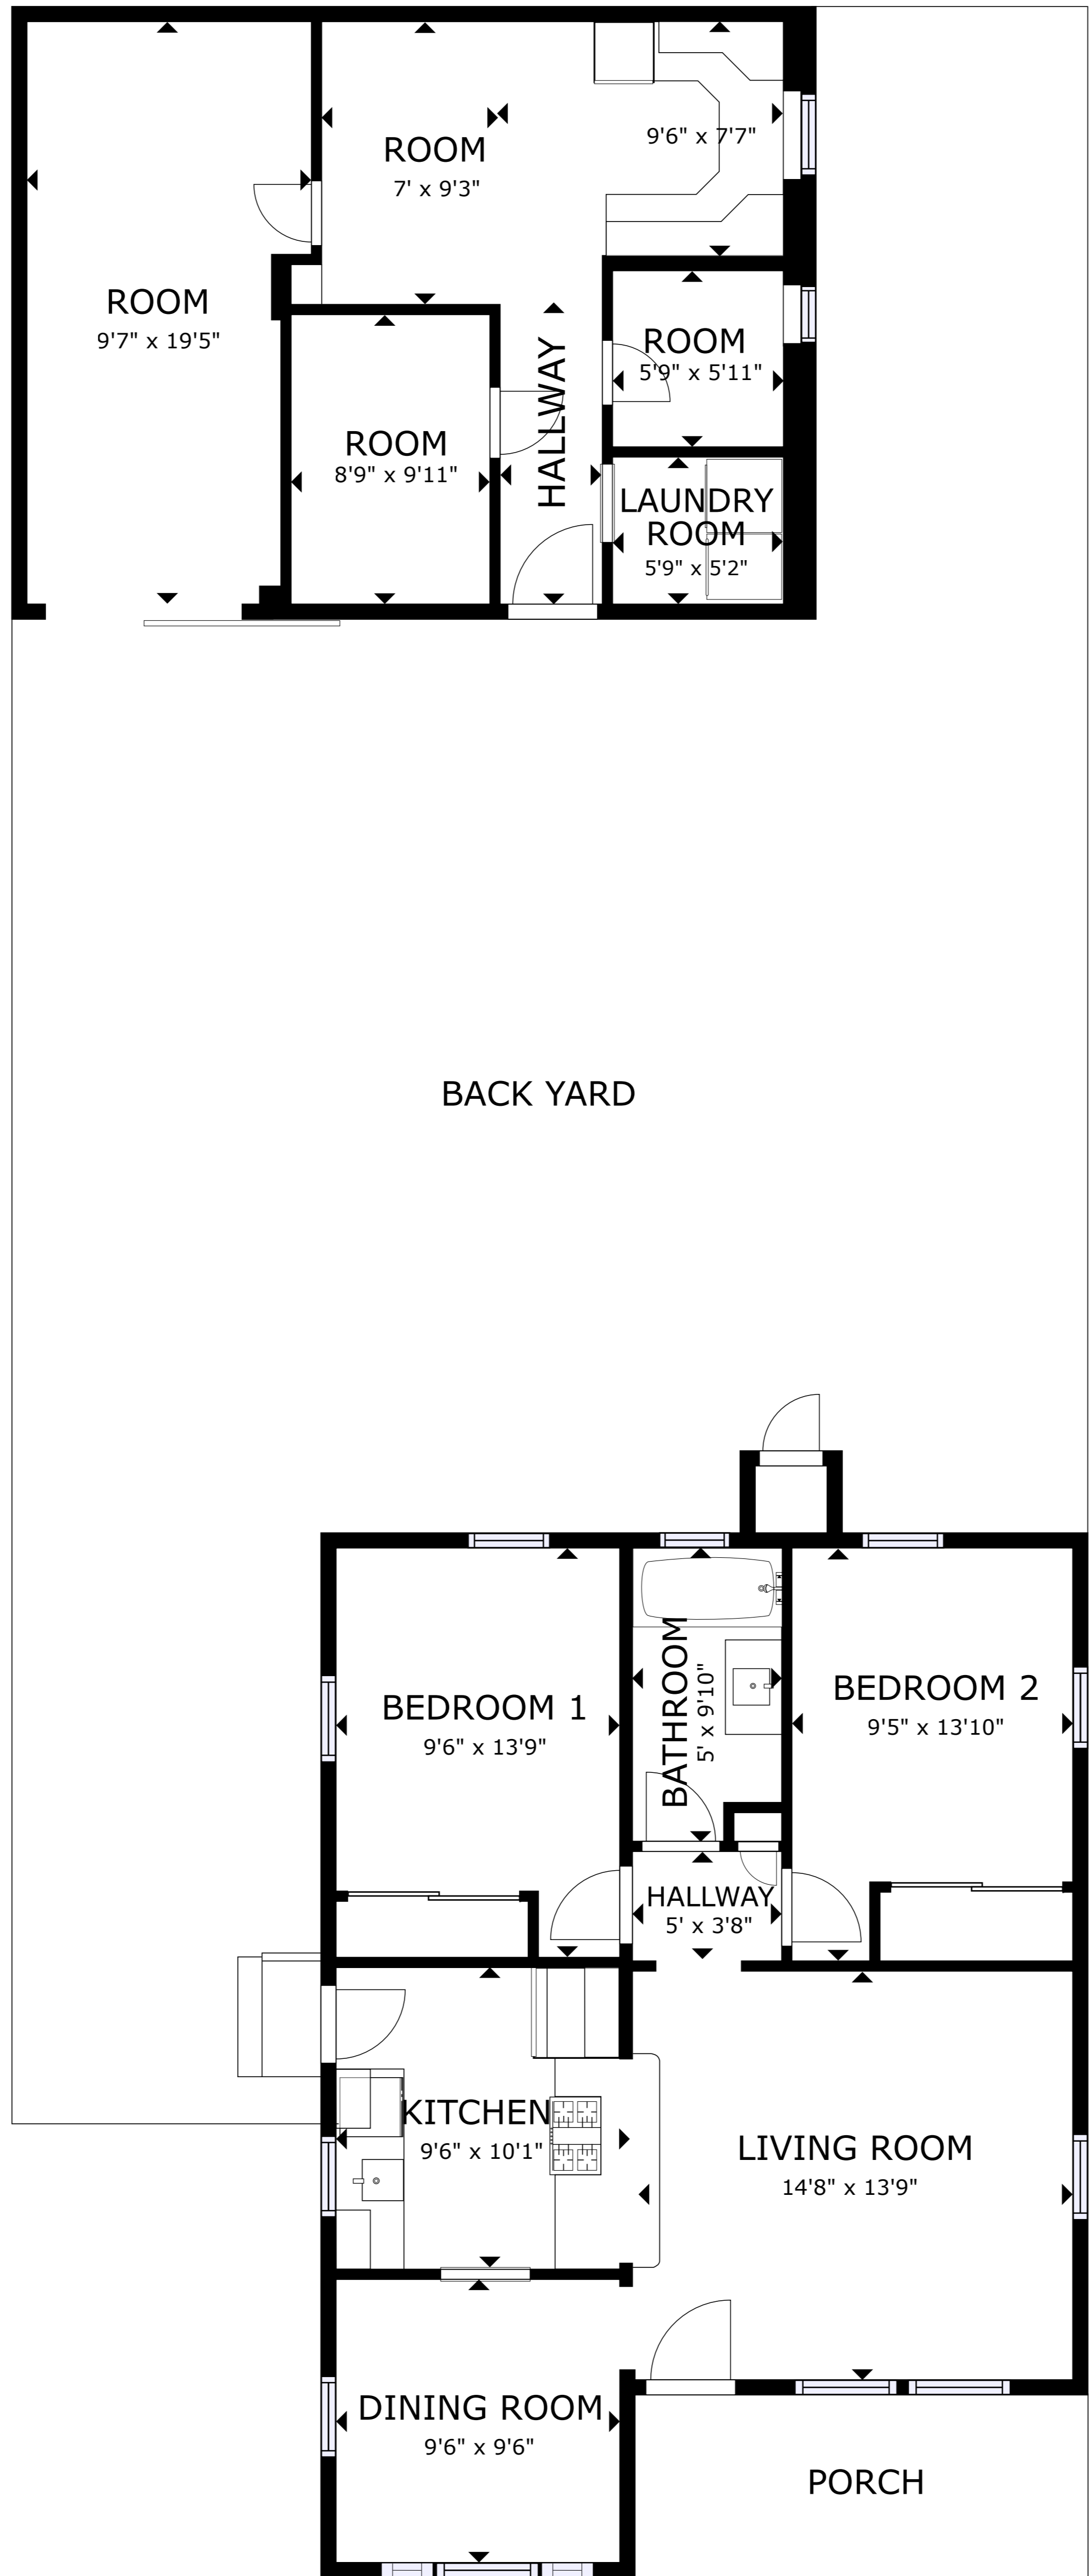 ROOM
7' x 9'3"
9'6" x 7'7"
ROOM
9'7" x 19'5"
ROOM
5'9" x 5'11"
HALLWAY
ROOM
8'9" x 9'11"
LAUNDRY
ROOM
5'9" x 5'2"
BACK YARD
BEDROOM 1
9'6" x 13'9"
BATHROOM
5' x 9'10"
BEDROOM 2
9'5" x 13'10"
HALLWAY
5' x 3'8"
KITCHEN
9'6" x 10'1"
LIVING ROOM
14'8" x 13'9"
DINING ROOM
9'6" x 9'6"
PORCH